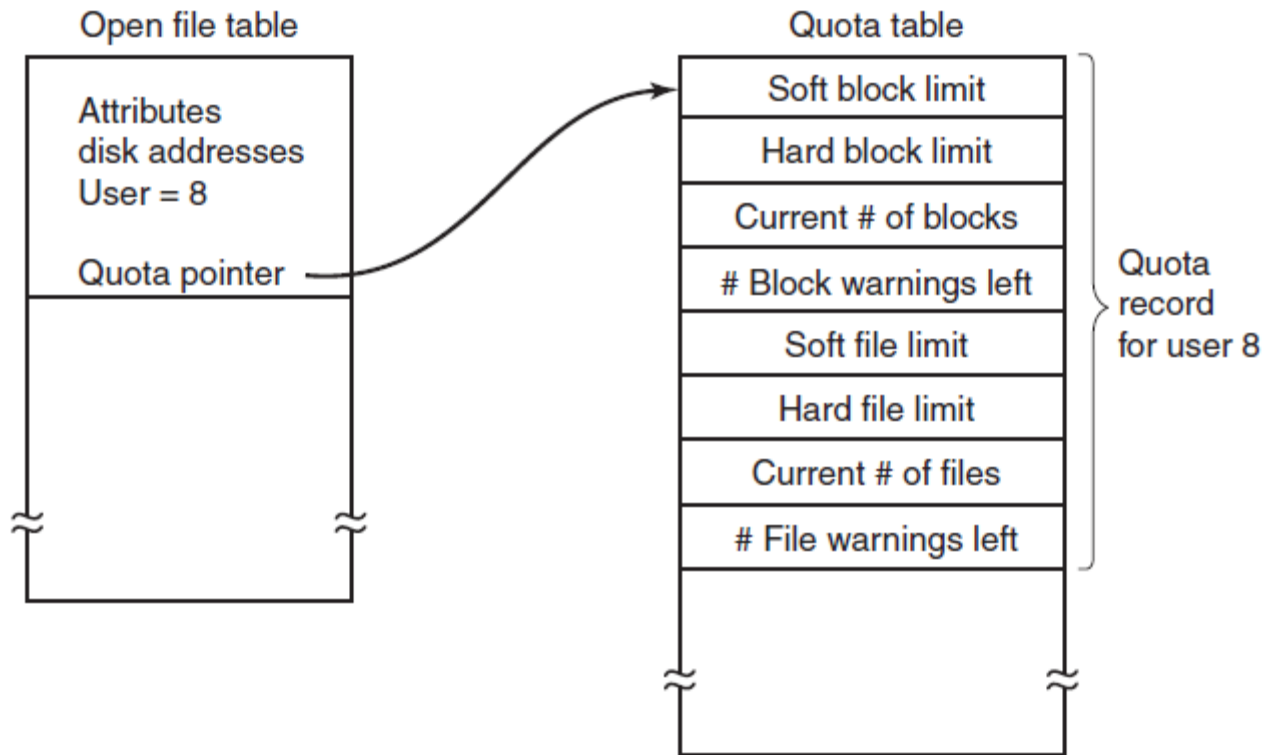 Open file table
Attributes
disk addresses
User = 8
Quota pointer
Quota table
Soft block limit
Hard block limit
Current # of blocks
# Block warnings left
Soft file limit
Hard file limit
Current # of files
# File warnings left
Quota
record
for user 8